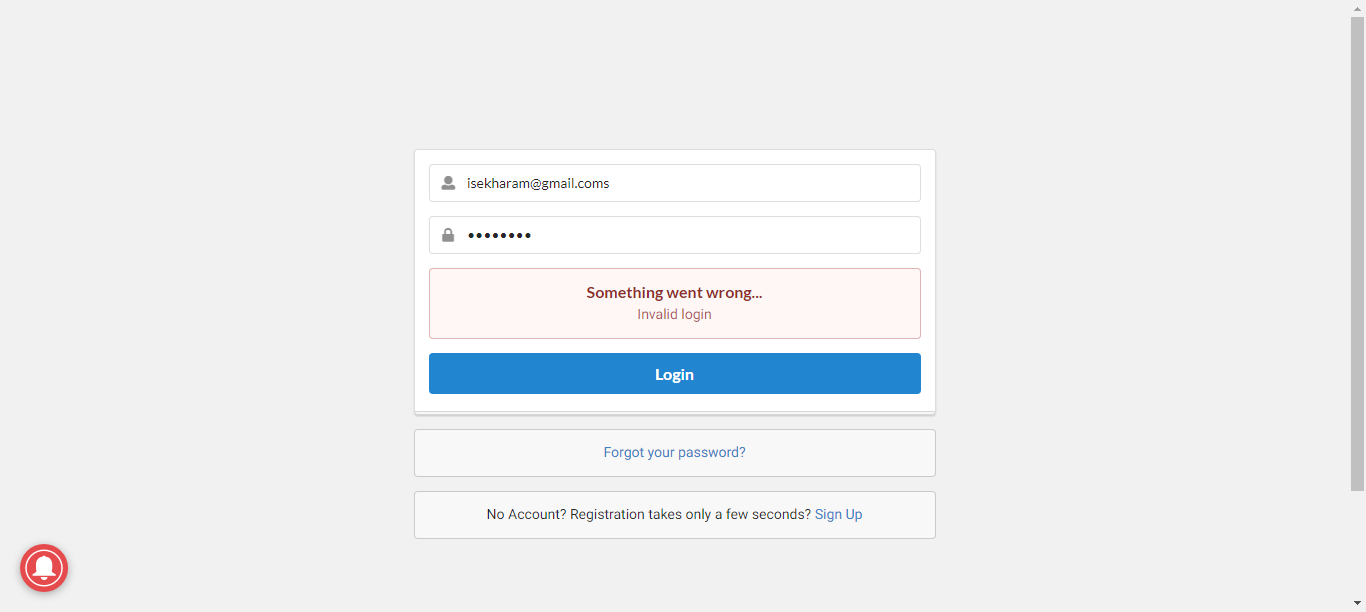 isekharam@gmail.coms
••••••••
Something went wrong...
Invalid login
Login
Forgot your password?
No Account? Registration takes only a few seconds? Sign Up